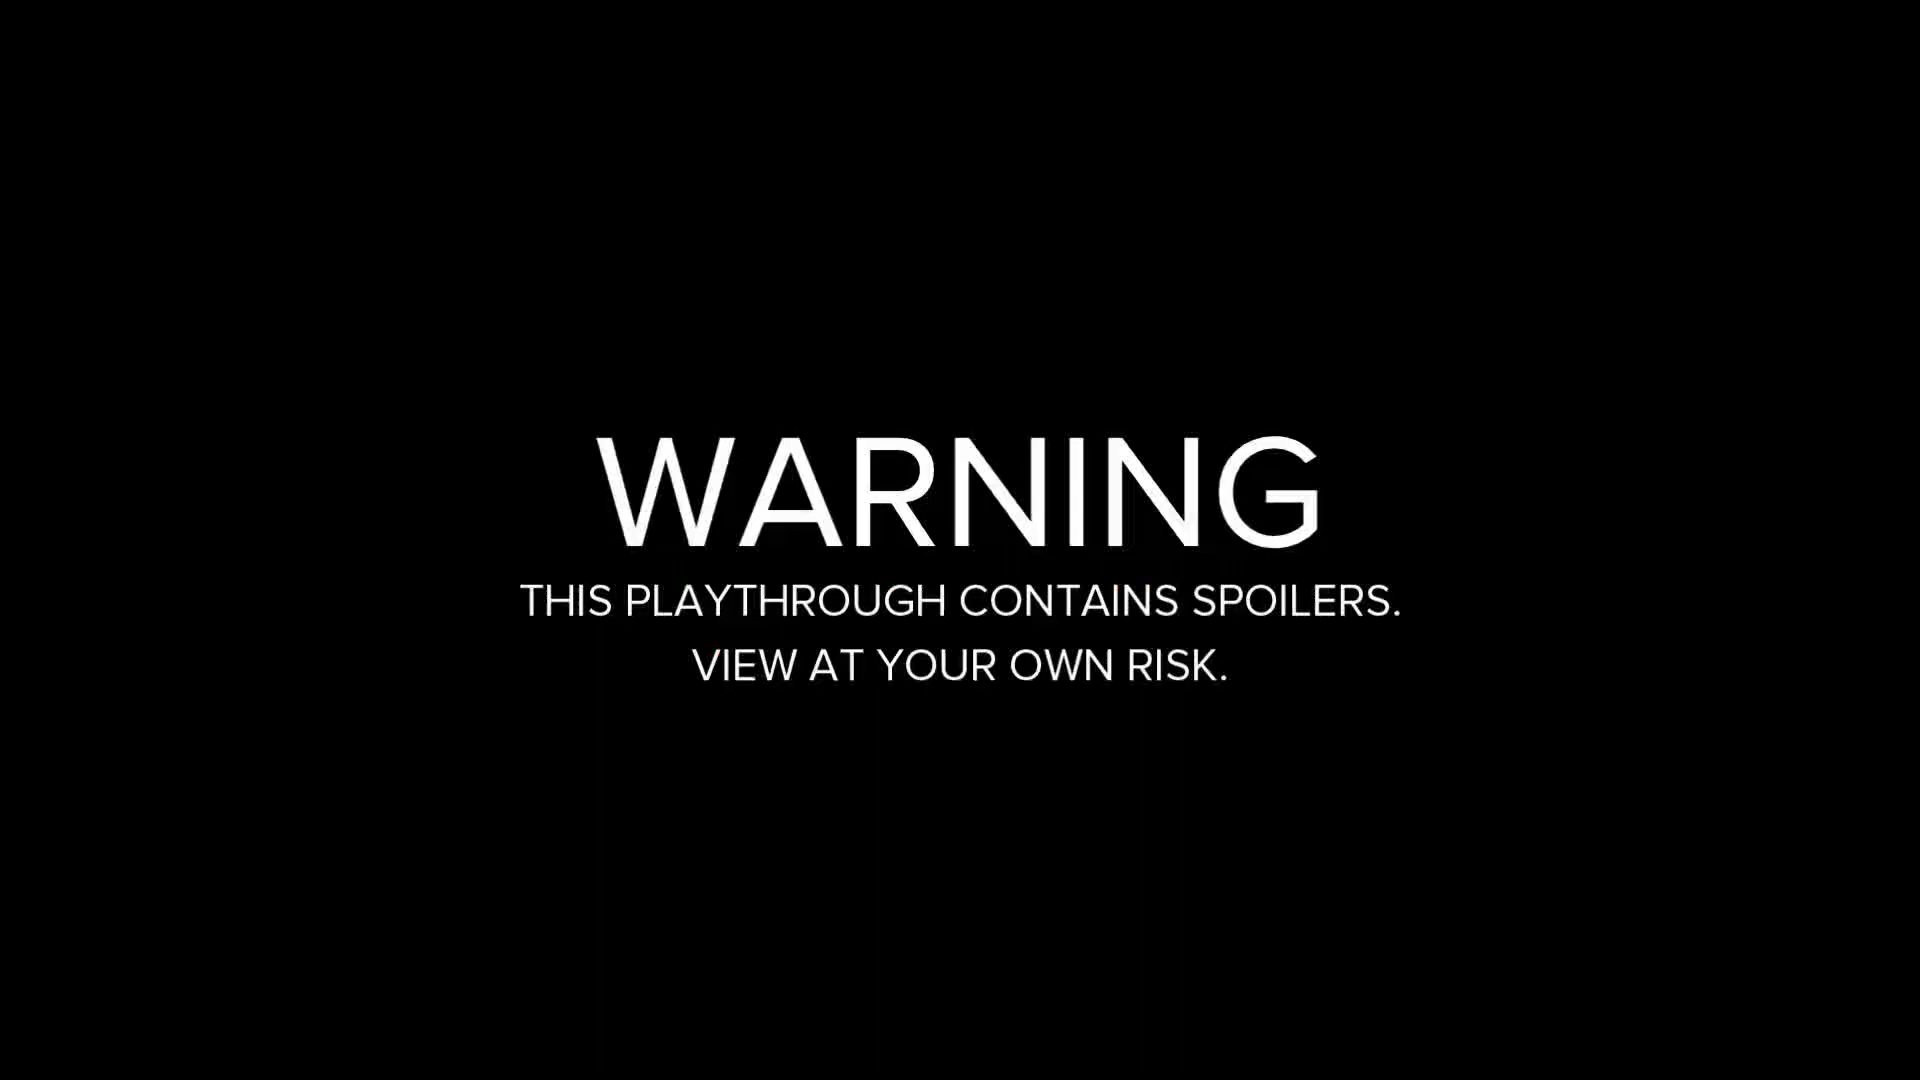 WARNING
THIS PLAYTHROUGH CONTAINS SPOILERS.
VIEW AT YOUR OWN RISK.